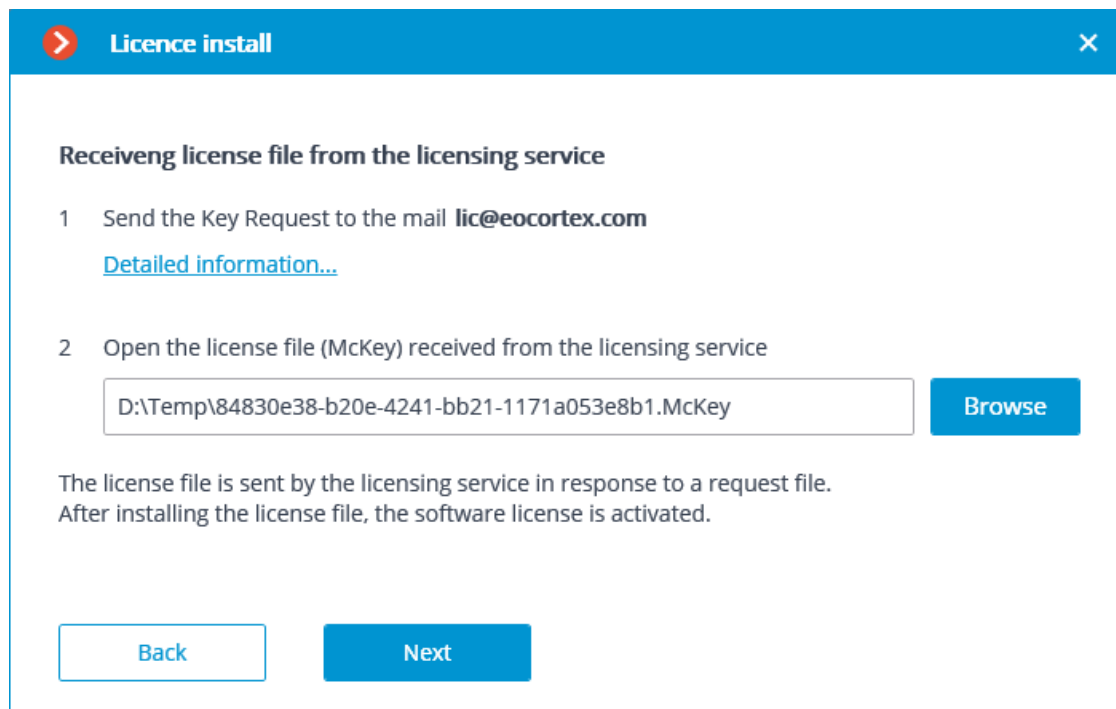 Licence install
Receiveng license file from the licensing service
1 Send the Key Request to the mail lic@eocortex.com
Detailed information...
2 Open the license file (McKey) received from the licensing service
D:\Temp\84830e38-b20e-4241-bb21-1171a053e8b1.McKey Browse
The license file is sent by the licensing service in response to a request file.
After installing the license file, the software license is activated.
Back Next